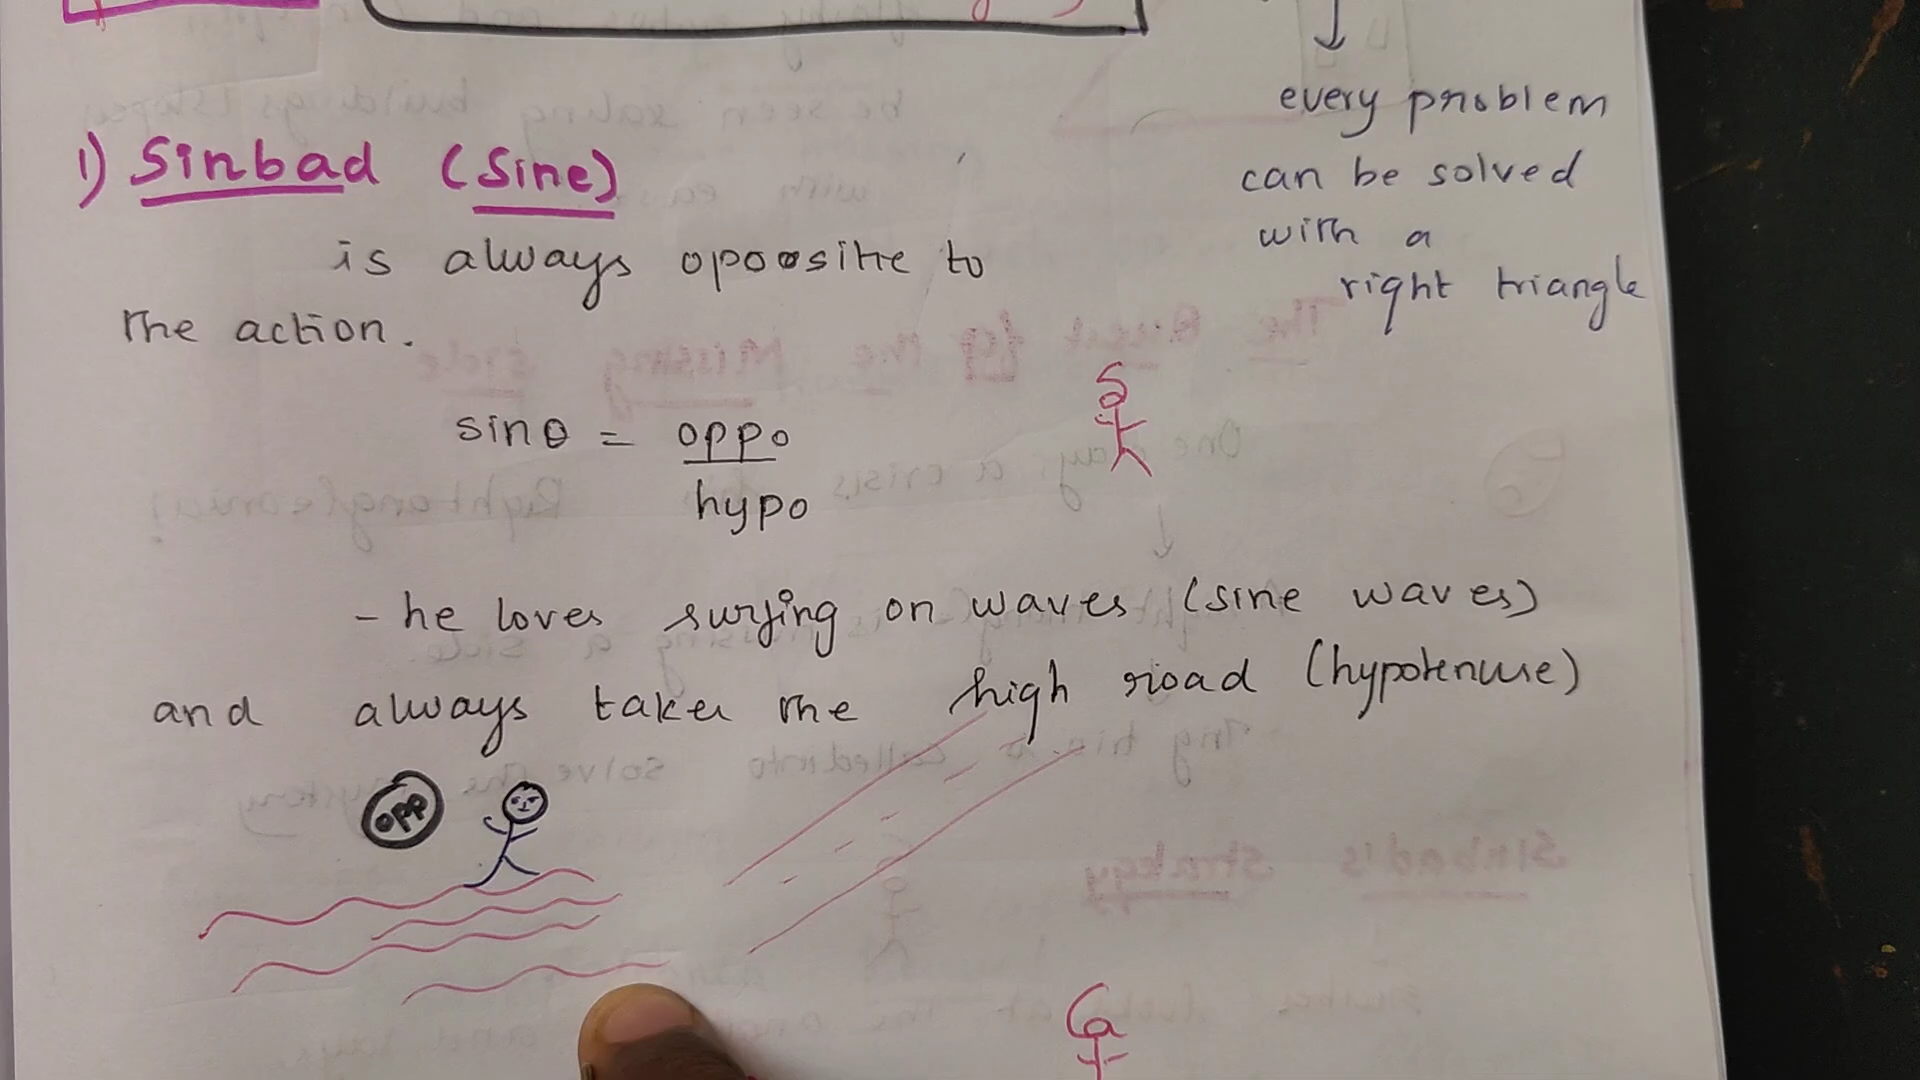 every problem
can be solved
with a
right triangle
1) Sinbad (Sine)
is always opoosite to
the action.
sinθ = oppo
hypo
- he loves surfing on waves (sine waves)
and always takes the high road (hypotenuse)
OPP